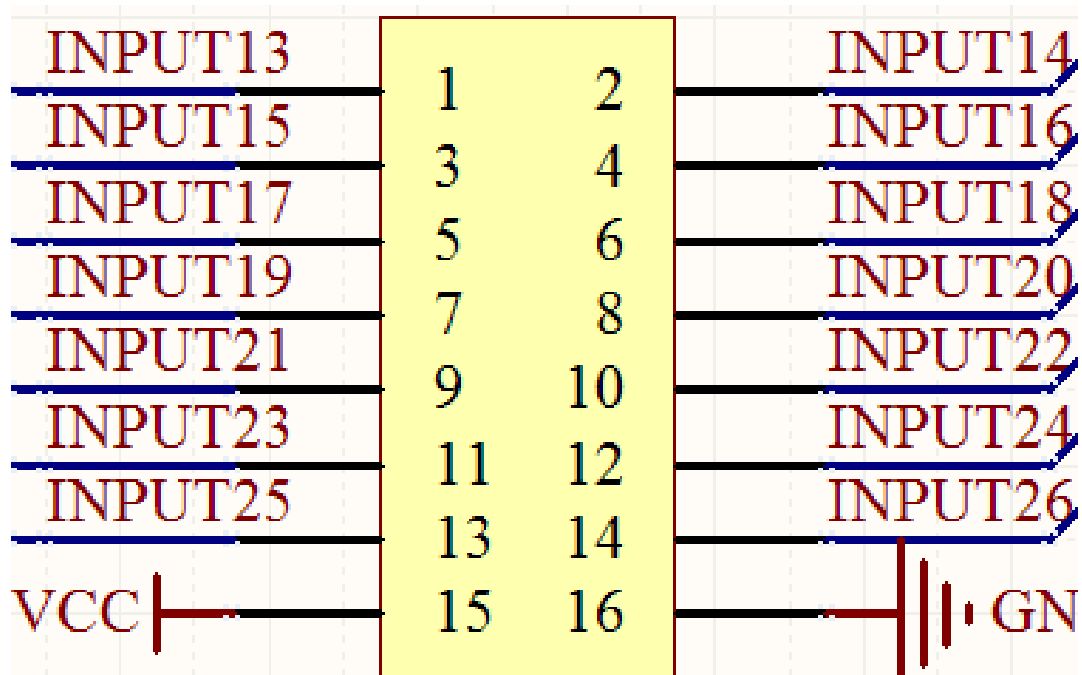 INPUT13 INPUT14
1 2
INPUT15 INPUT16
3 4
INPUT17 INPUT18
5 6
INPUT19 INPUT20
7 8
INPUT21 INPUT22
9 10
INPUT23 INPUT24
11 12
INPUT25 INPUT26
13 14
VCC 15 16 GN